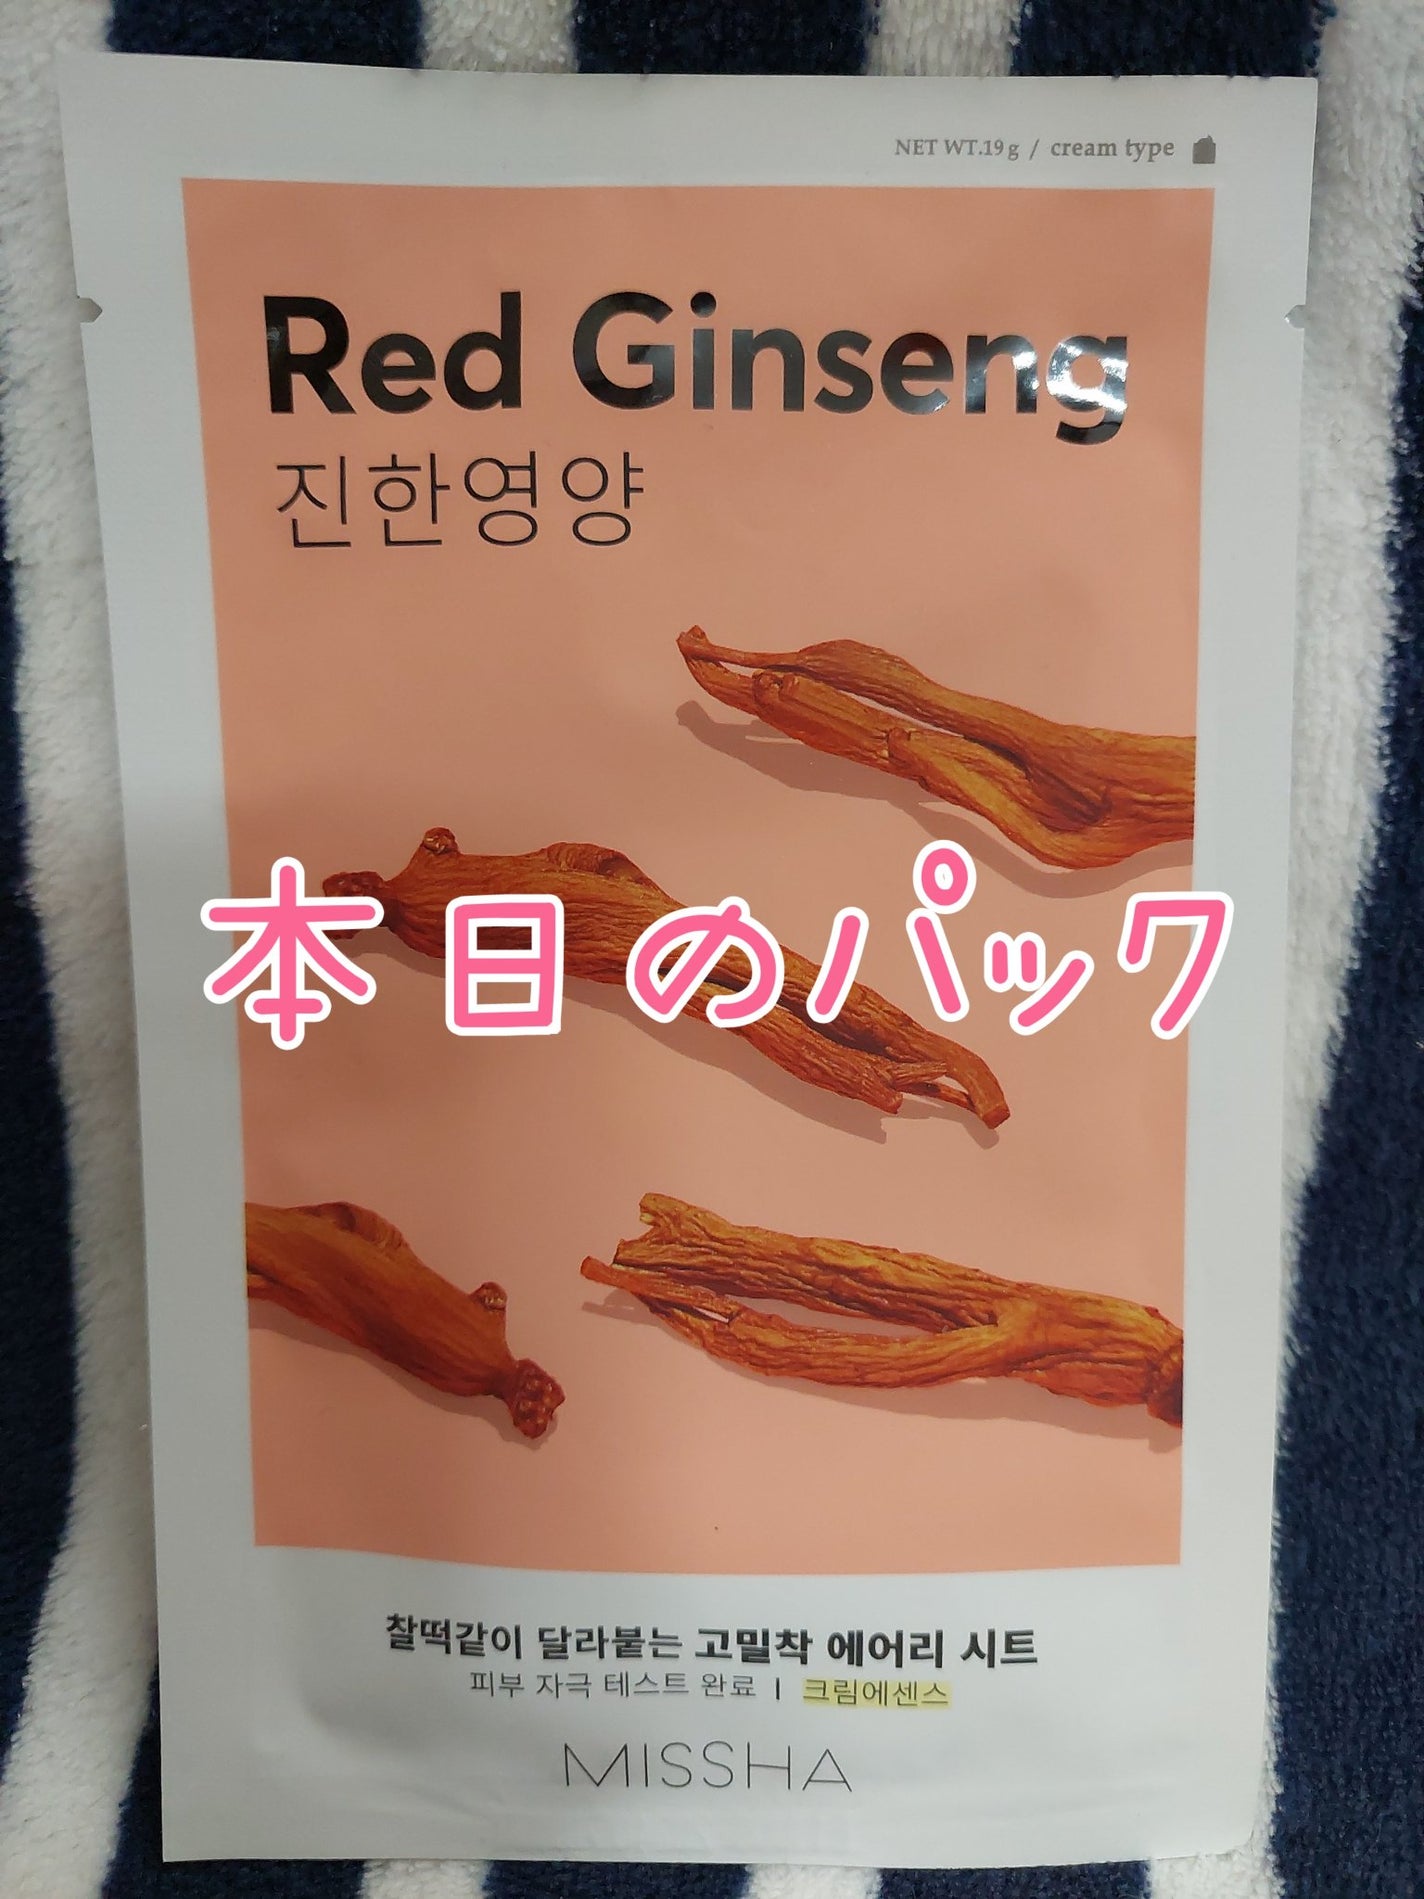 NET WT.19g / cream type
Red Ginseng
진한영양
本日のパック
찰떡같이 달라붙는 고밀착 에어리 시트
피부 자극 테스트 완료 | 크림에센스
MISSHA